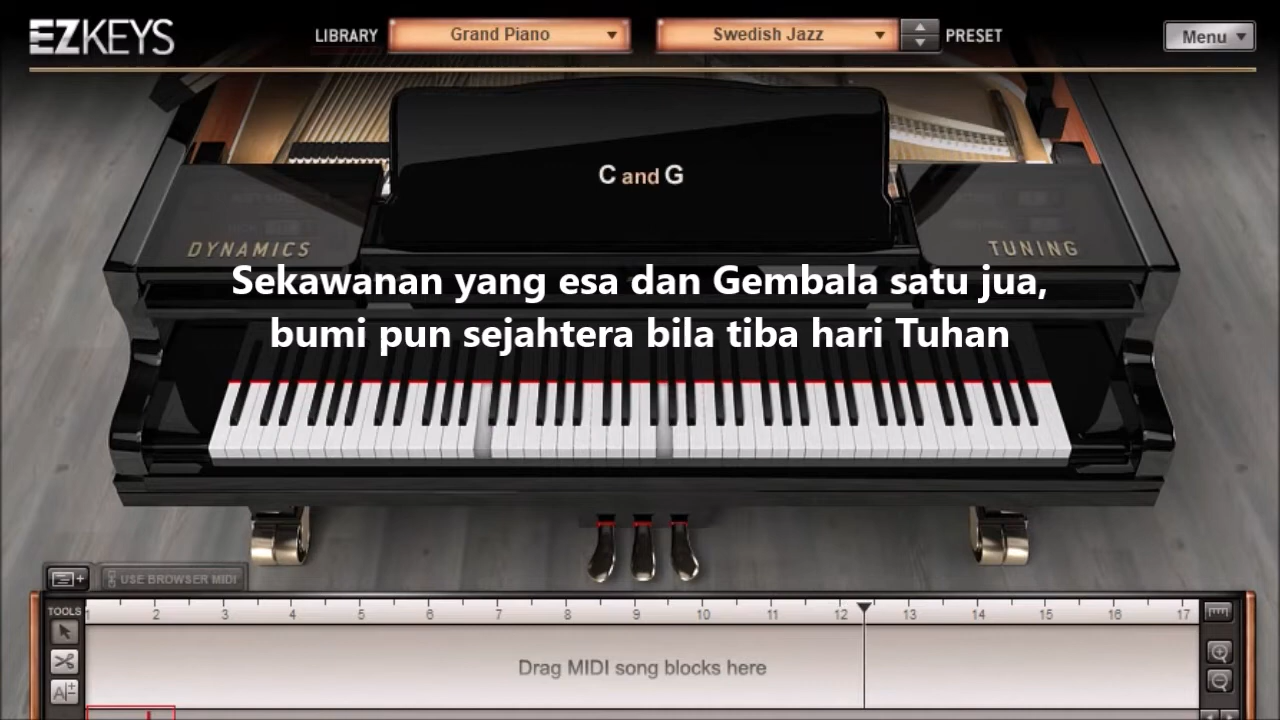 EZKEYS
LIBRARY
Grand Piano
Swedish Jazz
PRESET
Menu
C and G
DYNAMICS
TUNING
Sekawanan yang esa dan Gembala satu jua,
bumi pun sejahtera bila tiba hari Tuhan
USE BROWSER MIDI
TOOLS
1 2 3 4 5 6 7 8 9 10 11 12 13 14 15 16 17
Drag MIDI song blocks here